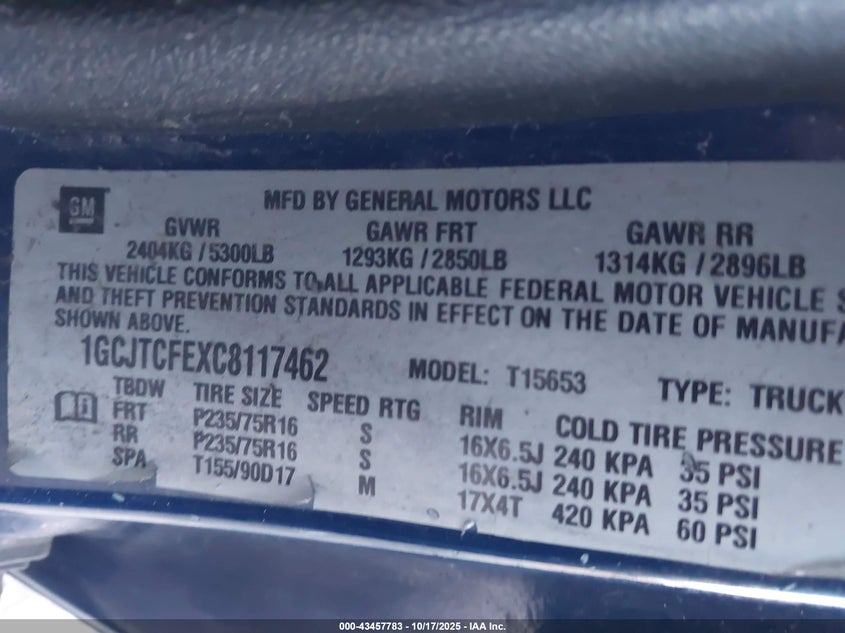 GM
MFD BY GENERAL MOTORS LLC
GVWR GAWR FRT GAWR RR
2404KG / 5300LB 1293KG / 2850LB 1314KG / 2896LB
THIS VEHICLE CONFORMS TO ALL APPLICABLE FEDERAL MOTOR VEHICLE S
AND THEFT PREVENTION STANDARDS IN EFFECT ON THE DATE OF MANUFA
SHOWN ABOVE.
1GCJTCFEXC8117462 MODEL: T15653 TYPE: TRUCK
TBDW TIRE SIZE SPEED RTG RIM COLD TIRE PRESSURE
FRT P235/75R16 S 16X6.5J 240 KPA 35 PSI
RR P235/75R16 S 16X6.5J 240 KPA 35 PSI
SPA T155/90D17 M 17X4T 420 KPA 60 PSI
000-43457783 - 10/17/2025 - IAA Inc.